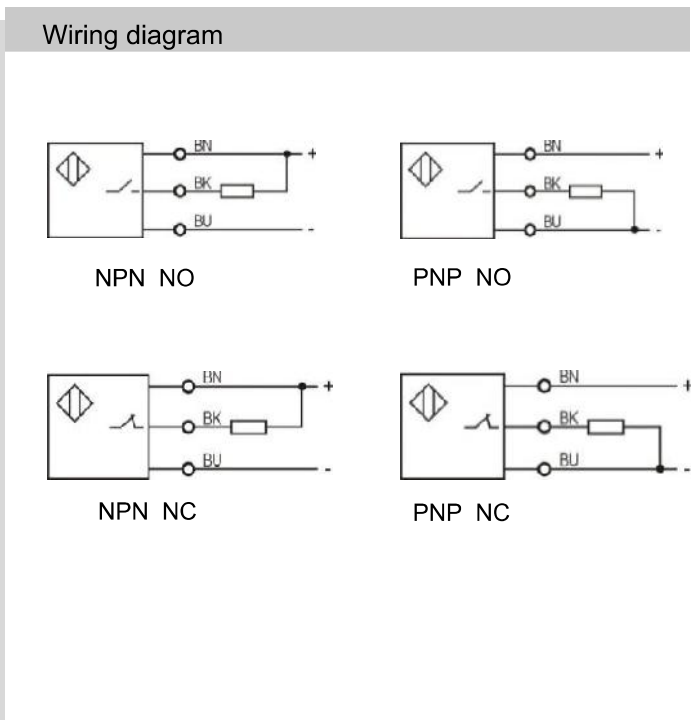 Wiring diagram
BN
+
BK
BU
-
NPN NO
BN
+
BK
BU
-
PNP NO
BN
+
BK
BU
-
NPN NC
BN
+
BK
BU
-
PNP NC